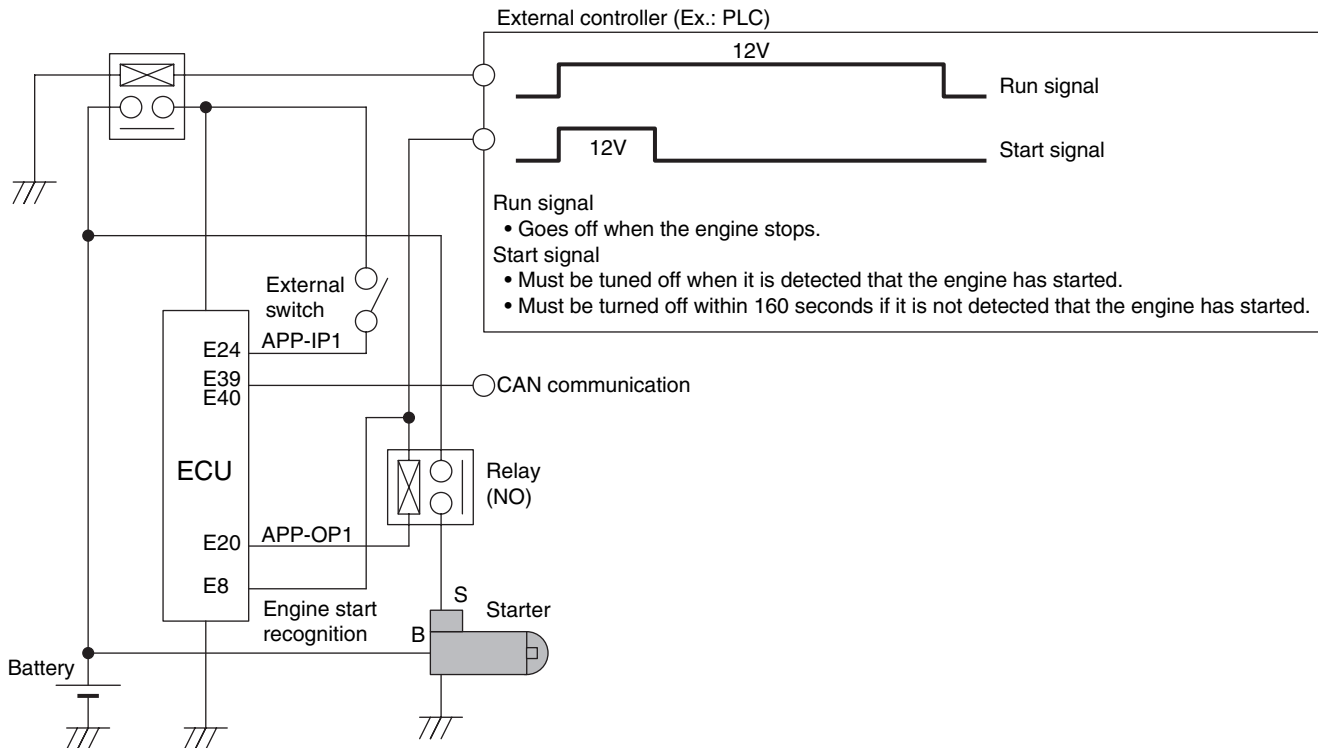 External controller (Ex.: PLC)
12V
Run signal
12V
Start signal
Run signal
• Goes off when the engine stops.
Start signal
• Must be tuned off when it is detected that the engine has started.
• Must be turned off within 160 seconds if it is not detected that the engine has started.
External
switch
APP-IP1
E24
E39
E40
CAN communication
ECU
Relay
(NO)
APP-OP1
E20
E8
Engine start
recognition
S
Starter
B
Battery